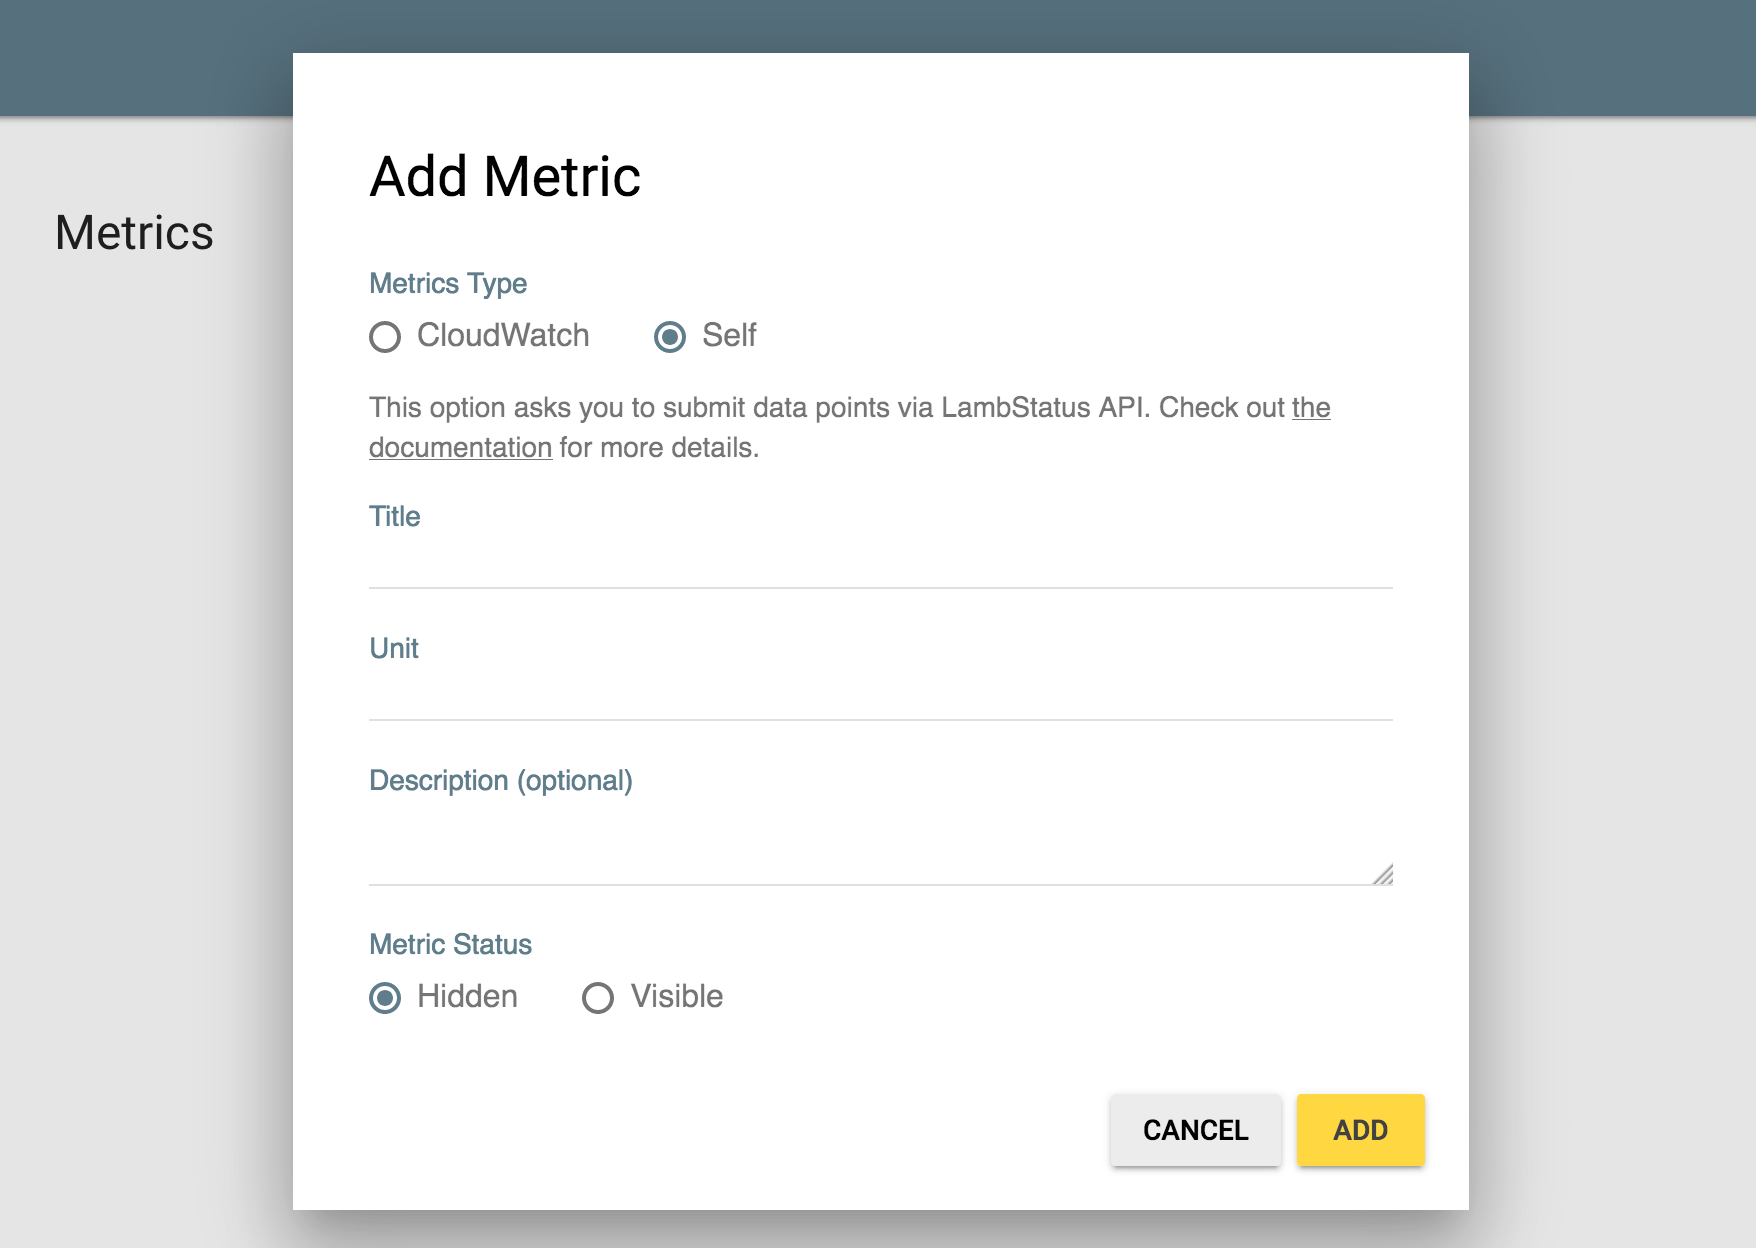 Metrics
Add Metric
Metrics Type
CloudWatch Self
This option asks you to submit data points via LambStatus API. Check out the
documentation for more details.
Title
Unit
Description (optional)
Metric Status
Hidden Visible
CANCEL ADD